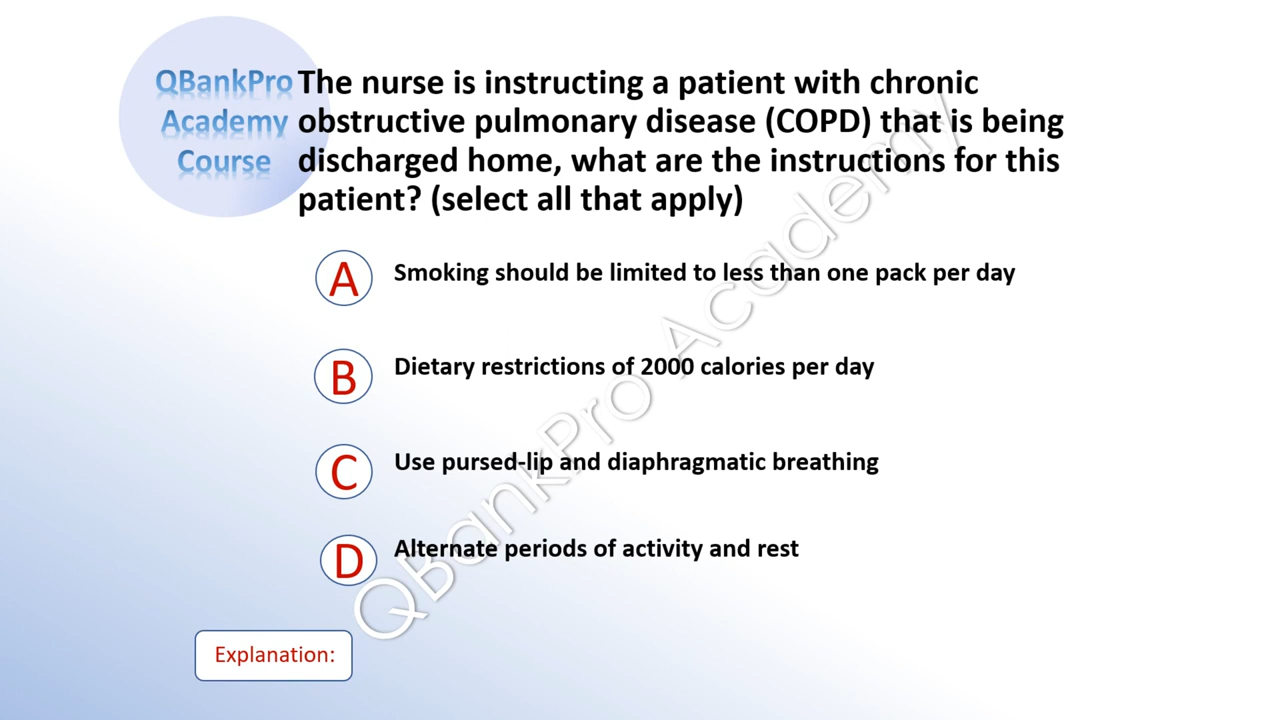 QBankPro
Academy
Course
The nurse is instructing a patient with chronic
obstructive pulmonary disease (COPD) that is being
discharged home, what are the instructions for this
patient? (select all that apply)
A
Smoking should be limited to less than one pack per day
B
Dietary restrictions of 2000 calories per day
C
Use pursed-lip and diaphragmatic breathing
D
Alternate periods of activity and rest
QBankPro Academy
Explanation: